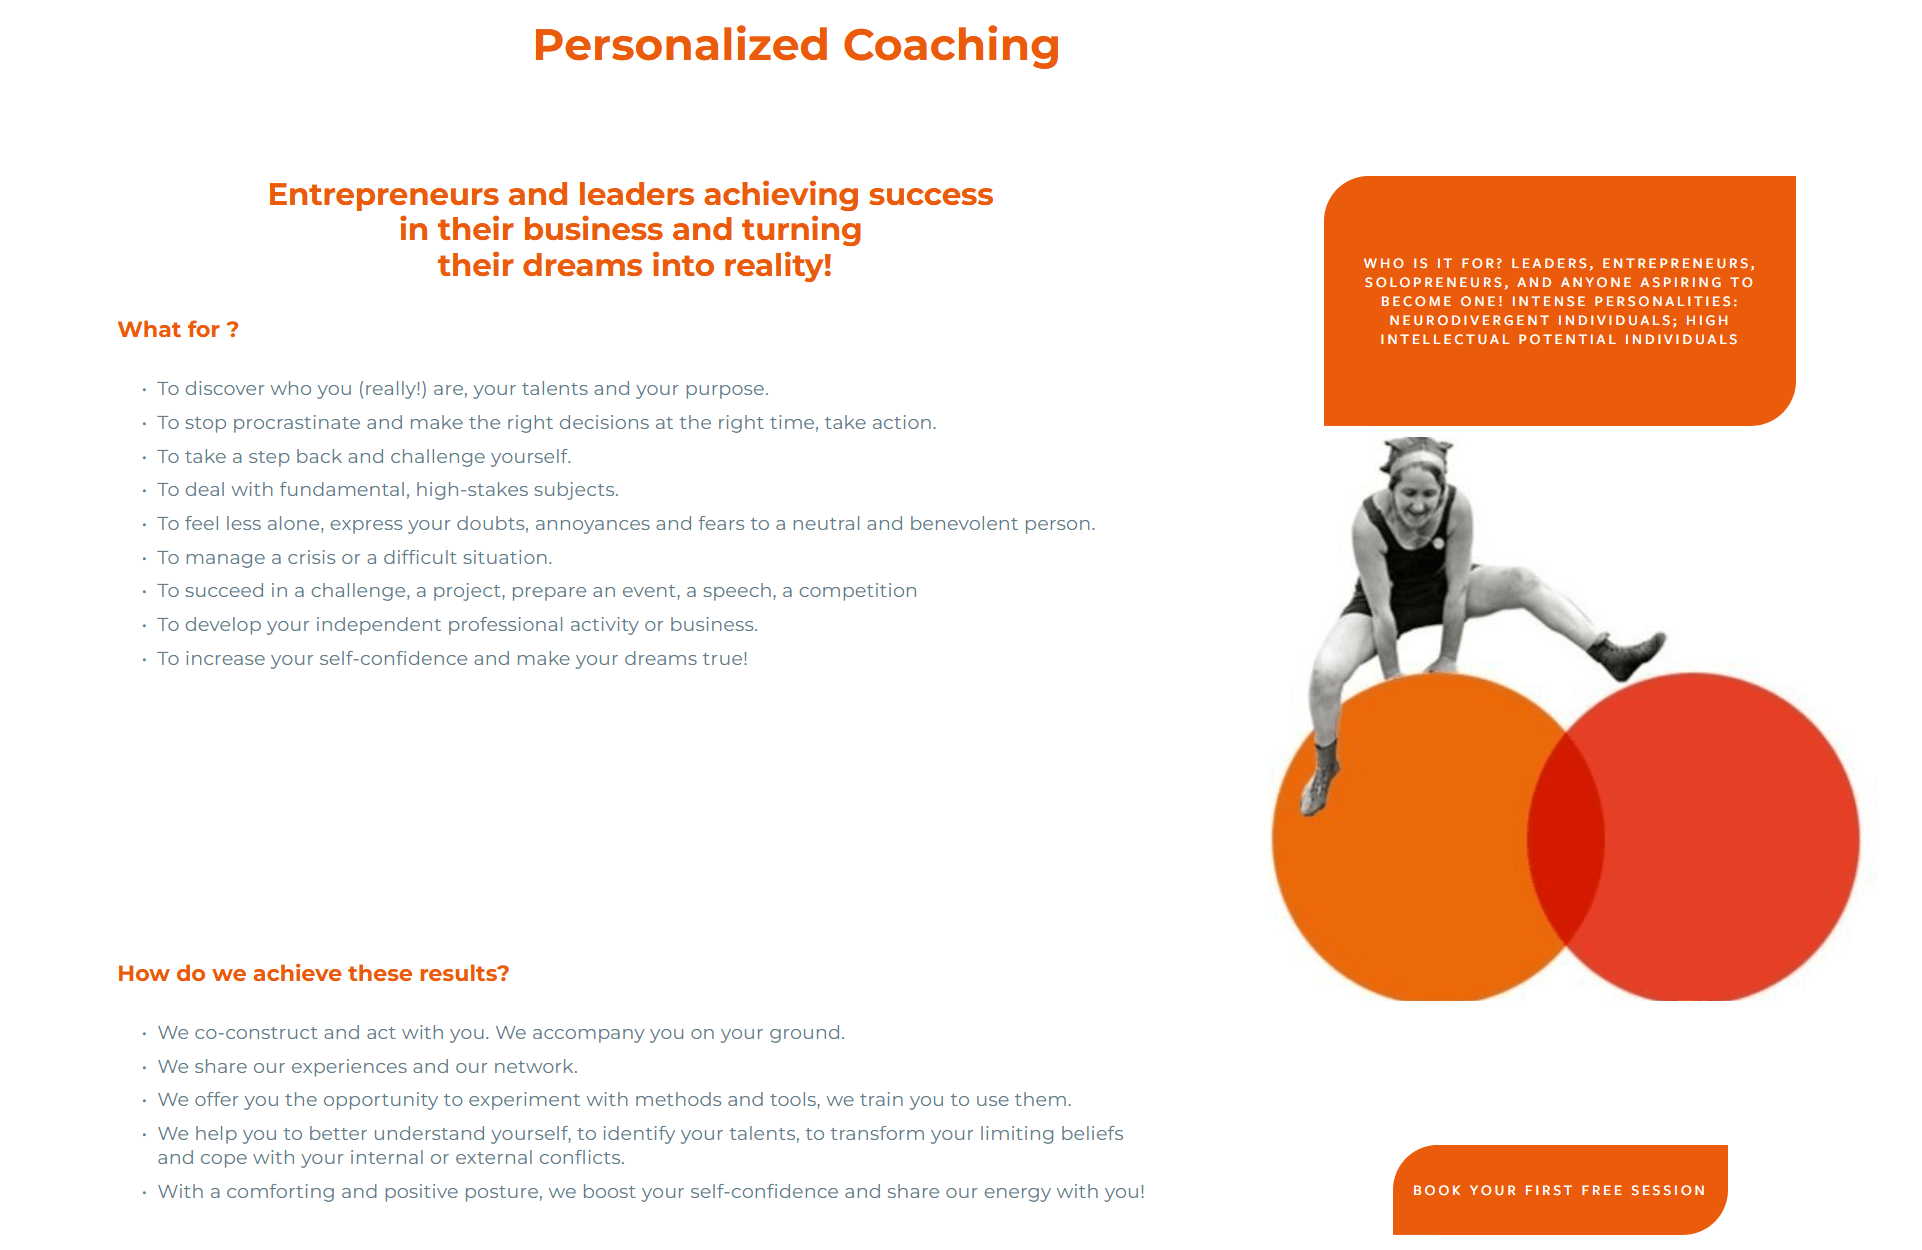 Personalized Coaching
Entrepreneurs and leaders achieving success
in their business and turning
their dreams into reality!
What for ?
• To discover who you (really!) are, your talents and your purpose.
• To stop procrastinate and make the right decisions at the right time, take action.
• To take a step back and challenge yourself.
• To deal with fundamental, high-stakes subjects.
• To feel less alone, express your doubts, annoyances and fears to a neutral and benevolent person.
• To manage a crisis or a difficult situation.
• To succeed in a challenge, a project, prepare an event, a speech, a competition
• To develop your independent professional activity or business.
• To increase your self-confidence and make your dreams true!
How do we achieve these results?
• We co-construct and act with you. We accompany you on your ground.
• We share our experiences and our network.
• We offer you the opportunity to experiment with methods and tools, we train you to use them.
• We help you to better understand yourself, to identify your talents, to transform your limiting beliefs
and cope with your internal or external conflicts.
• With a comforting and positive posture, we boost your self-confidence and share our energy with you!
WHO IS IT FOR? LEADERS, ENTREPRENEURS,
SOLOPRENEURS, AND ANYONE ASPIRING TO
BECOME ONE! INTENSE PERSONALITIES:
NEURODIVERGENT INDIVIDUALS; HIGH
INTELLECTUAL POTENTIAL INDIVIDUALS
BOOK YOUR FIRST FREE SESSION